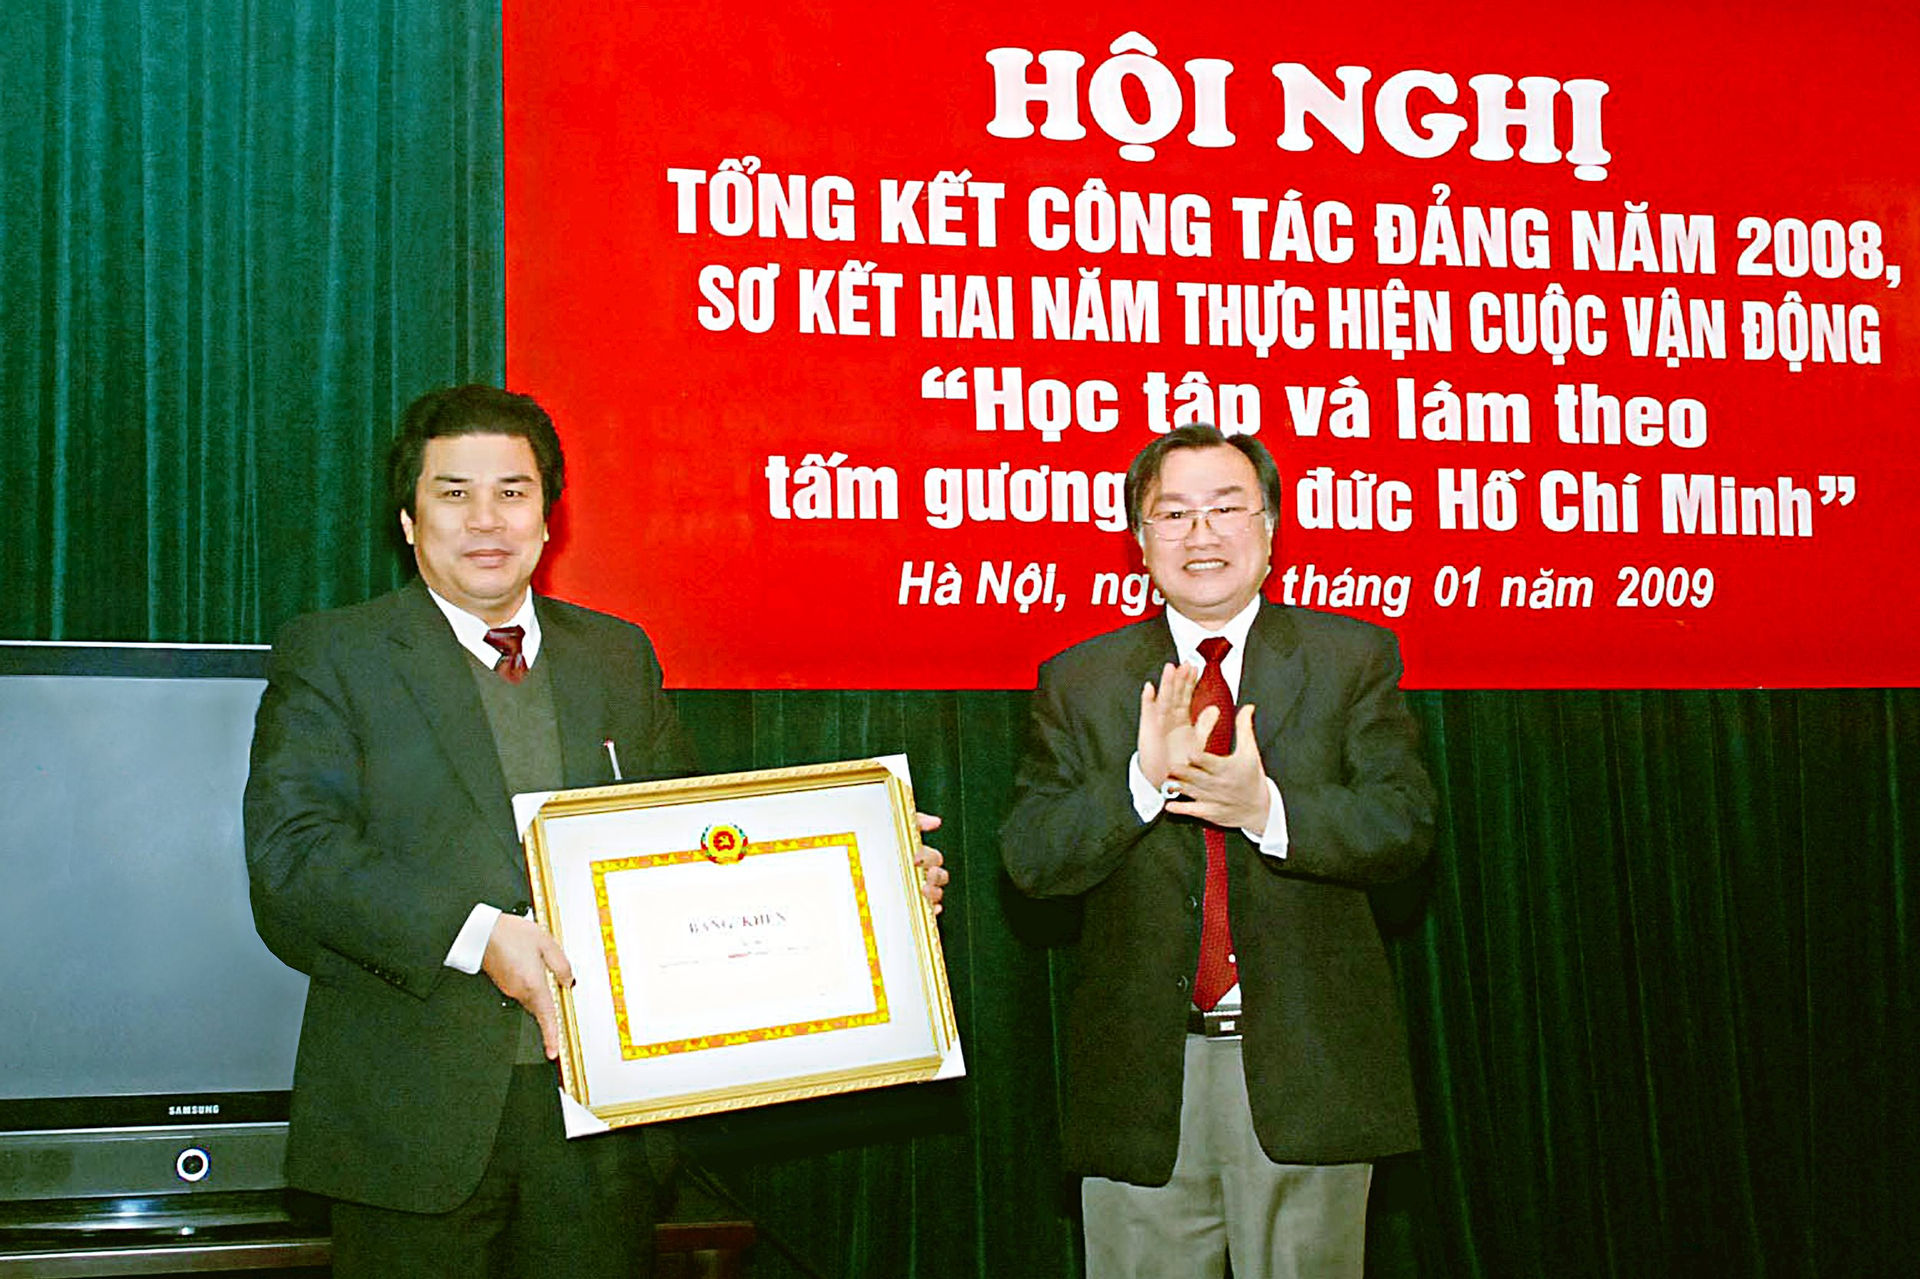 HỘI NGHỊ
TỔNG KẾT CÔNG TÁC ĐẢNG NĂM 2008,
SƠ KẾT HAI NĂM THỰC HIỆN CUỘC VẬN ĐỘNG
“Học tập và làm theo
tấm gương đức Hồ Chí Minh”
Hà Nội, tháng 01 năm 2009
BẰNG KHEN
SAMSUNG